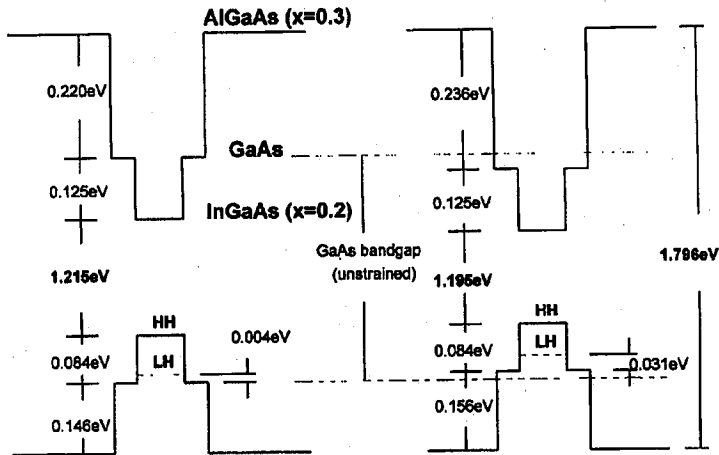 AlGaAs (x=0.3)
0.220eV
0.236eV
GaAs
0.125eV
0.125eV
InGaAs (x=0.2)
GaAs bandgap
(unstrained)
1.215eV
1.195eV
1.796eV
HH
HH
0.004eV
LH
LH
0.084eV
0.084eV
0.031eV
0.146eV
0.156eV